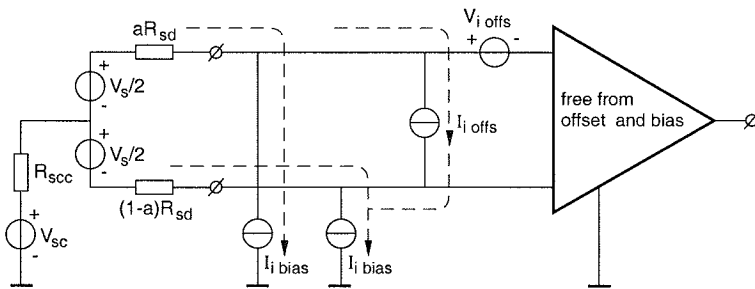 aR_sd
V_i offs
+ -
+
V_s/2
-
free from
offset and bias
I_i offs
+
V_s/2
-
R_scc
(1-a)R_sd
+
V_sc
-
I_i bias
I_i bias